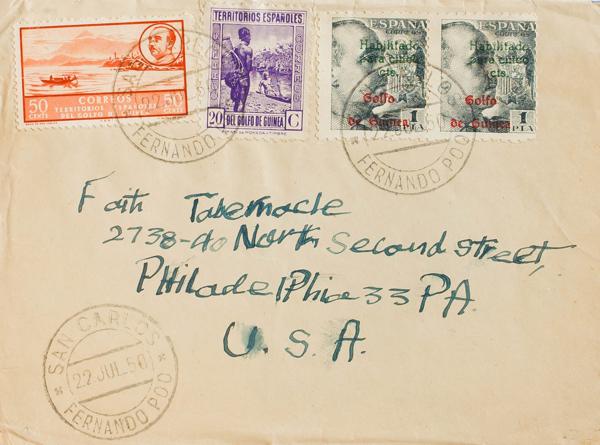 50
CENTS
50
CENTS
CORREOS
TERRITORIOS ESPAÑOLES
DEL GOLFO DE GUINEA
TERRITORIOS ESPAÑOLES
20
C
DEL GOLFO DE GUINEA
ESPAÑA
correos
Habilitado
para cinco
cts.
Golfo
de Guinea
1
PTA
ESPAÑA
correos
Habilitado
para cinco
cts.
Golfo
de Guinea
1
PTA
FERNANDO POO
FERNANDO POO
Faith Tabernacle
2738-40 North Second street,
PHiladelPhia 33 PA.
U. S. A.
* SAN CARLOS *
22 JUL. 50
FERNANDO POO